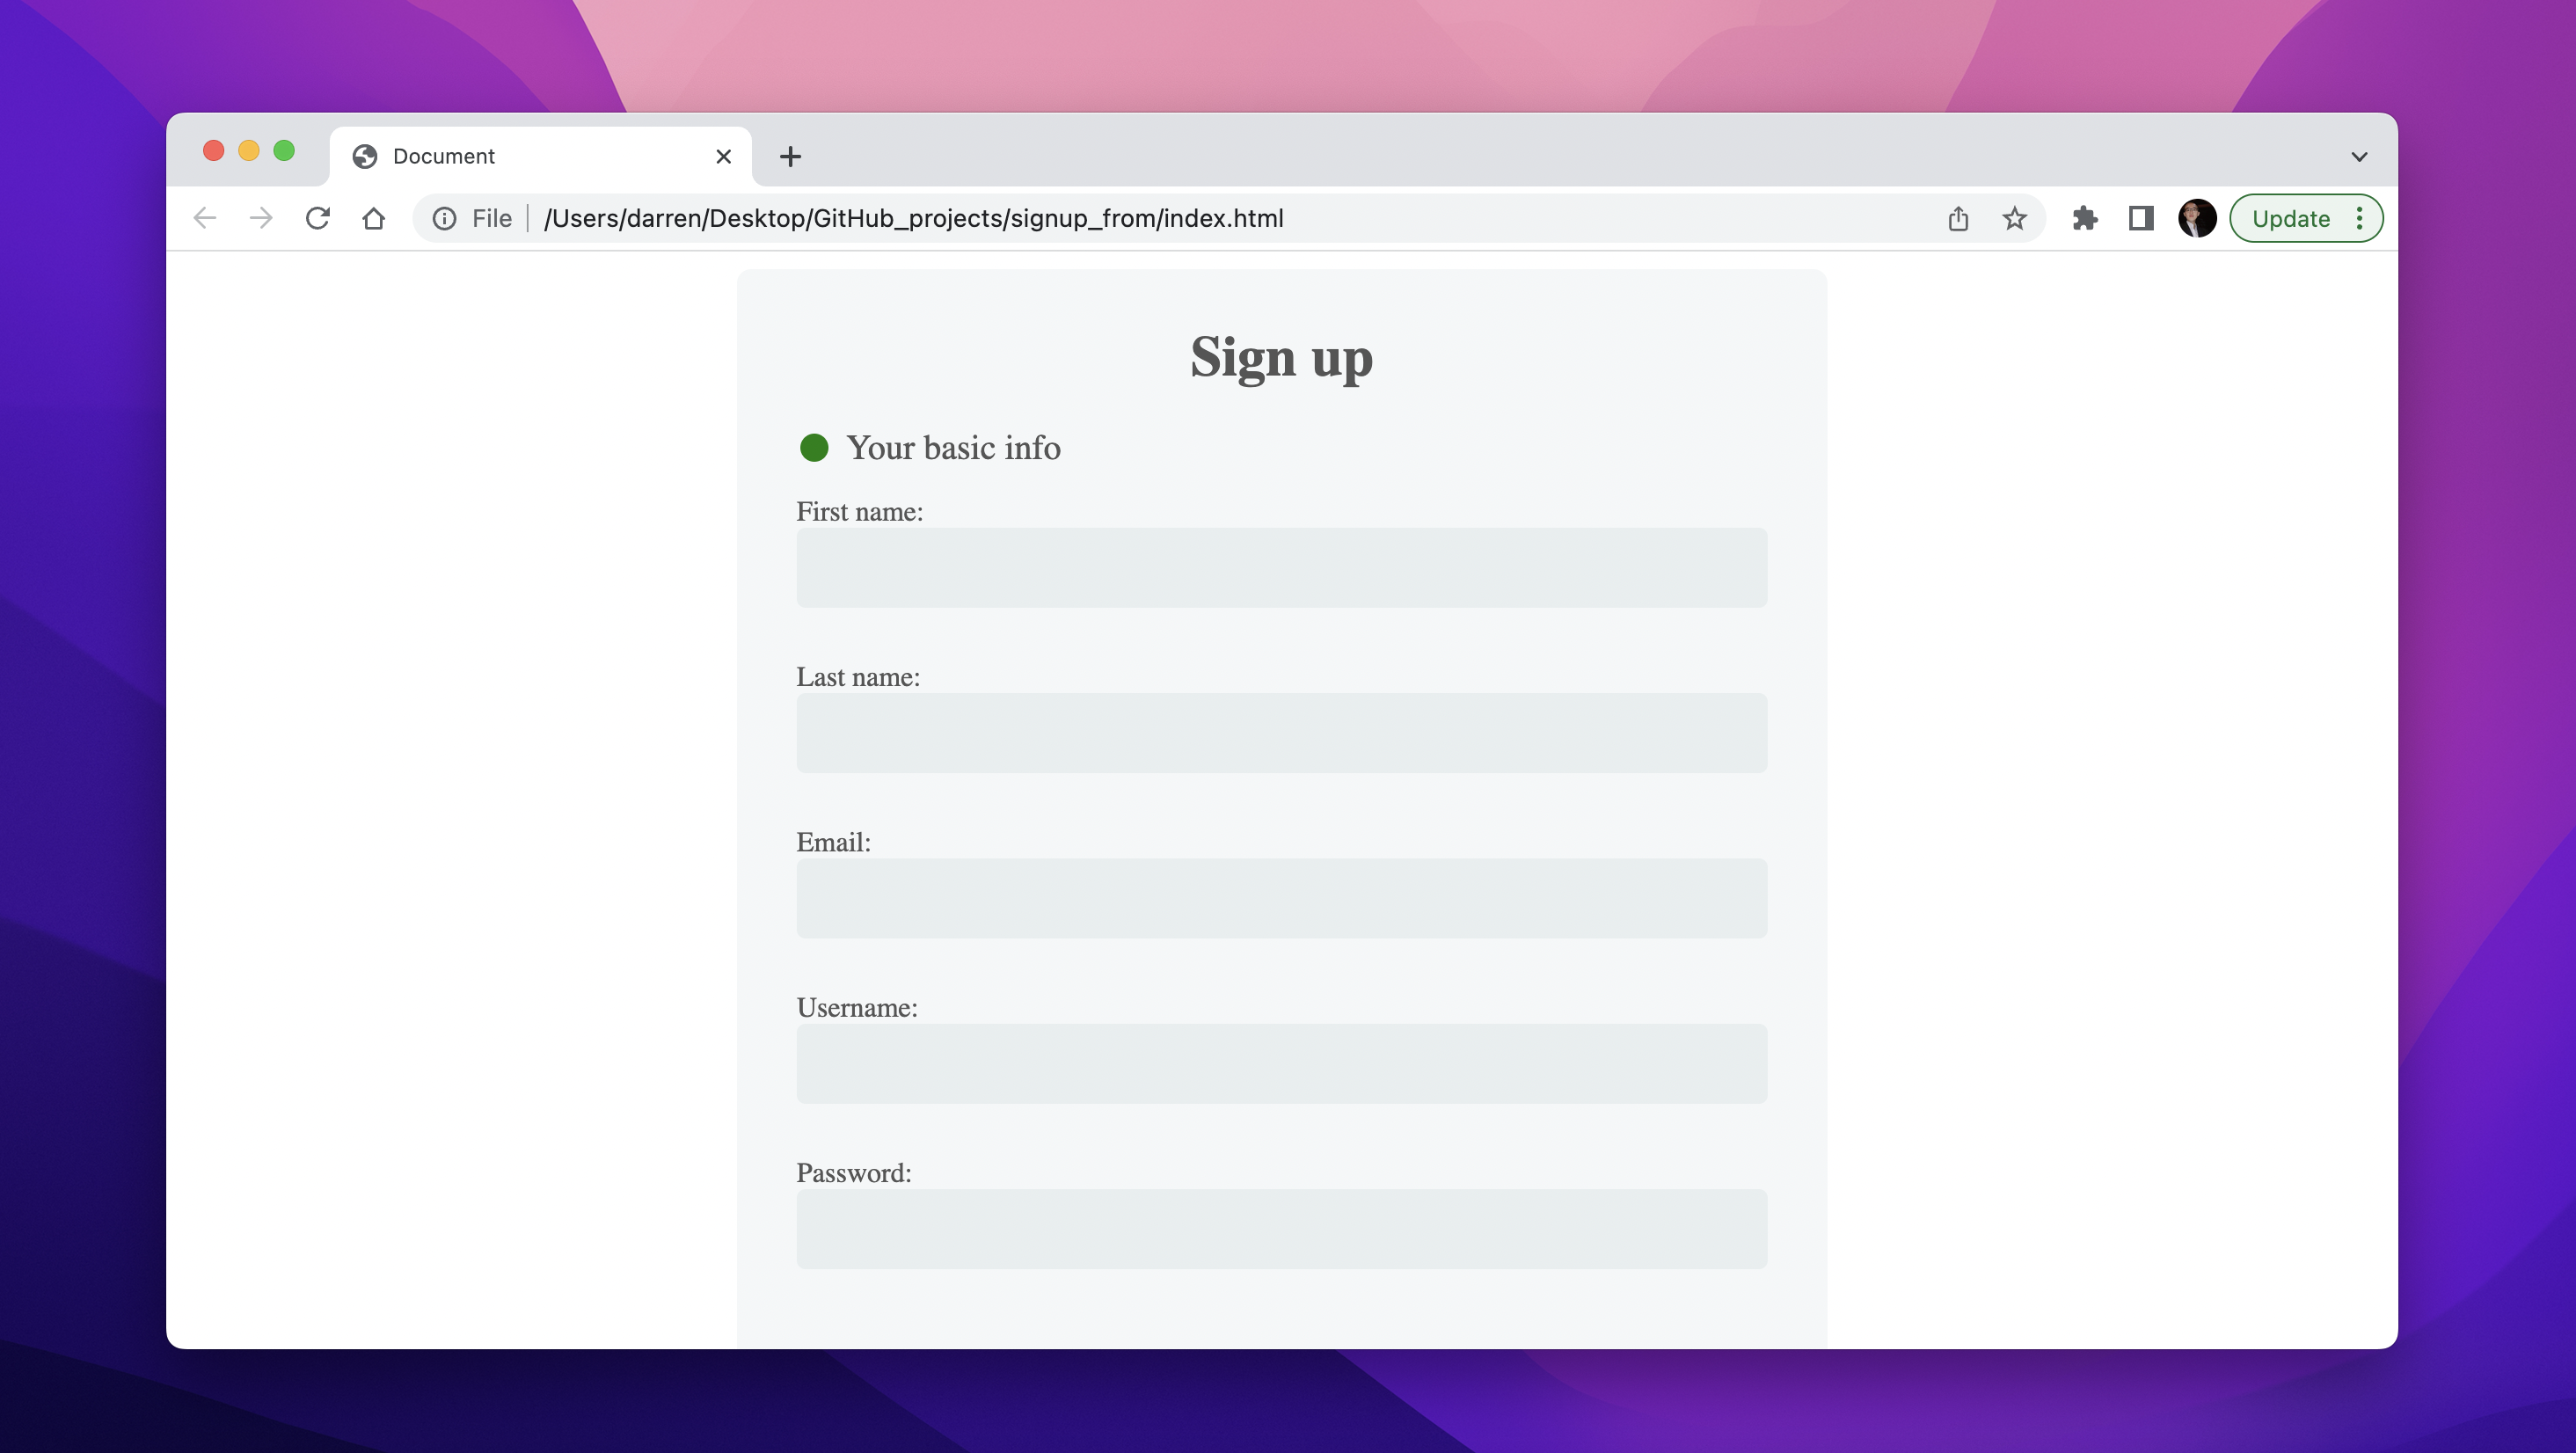 Document
File /Users/darren/Desktop/GitHub_projects/signup_from/index.html
Update
Sign up
Your basic info
First name:
Last name:
Email:
Username:
Password: